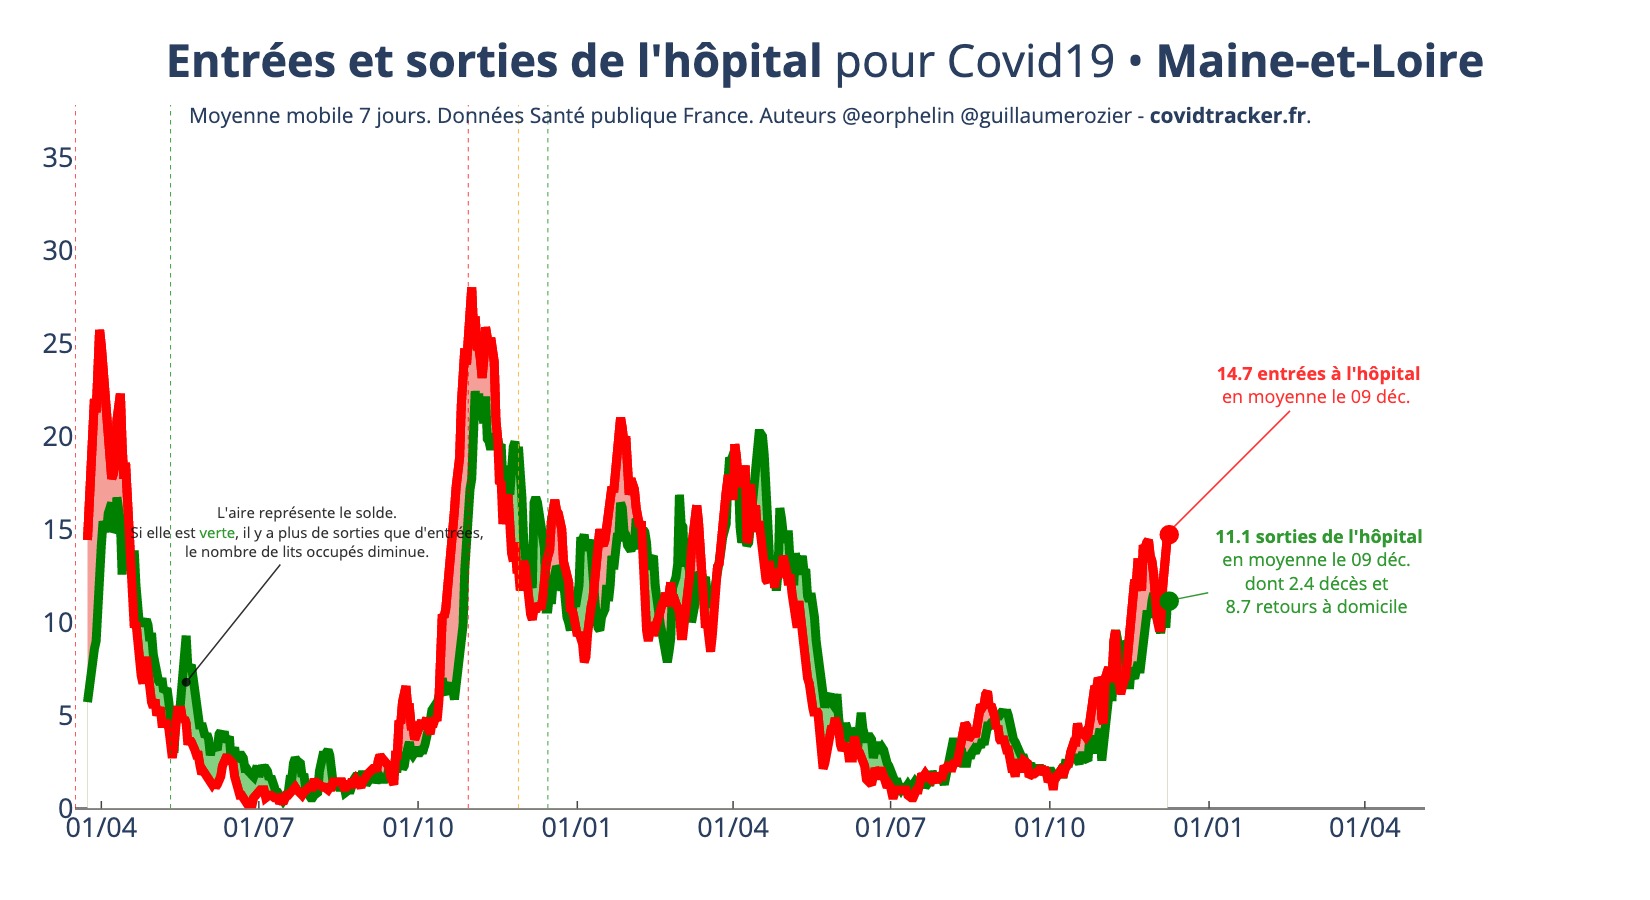 Entrées et sorties de l'hôpital pour Covid19 • Maine-et-Loire
Moyenne mobile 7 jours. Données Santé publique France. Auteurs @eorphelin @guillaumerozier - covidtracker.fr.
35
30
25
20
15
10
5
0
14.7 entrées à l'hôpital
en moyenne le 09 déc.
L'aire représente le solde.
Si elle est verte, il y a plus de sorties que d'entrées,
le nombre de lits occupés diminue.
11.1 sorties de l'hôpital
en moyenne le 09 déc.
dont 2.4 décès et
8.7 retours à domicile
01/04 01/07 01/10 01/01 01/04 01/07 01/10 01/01 01/04